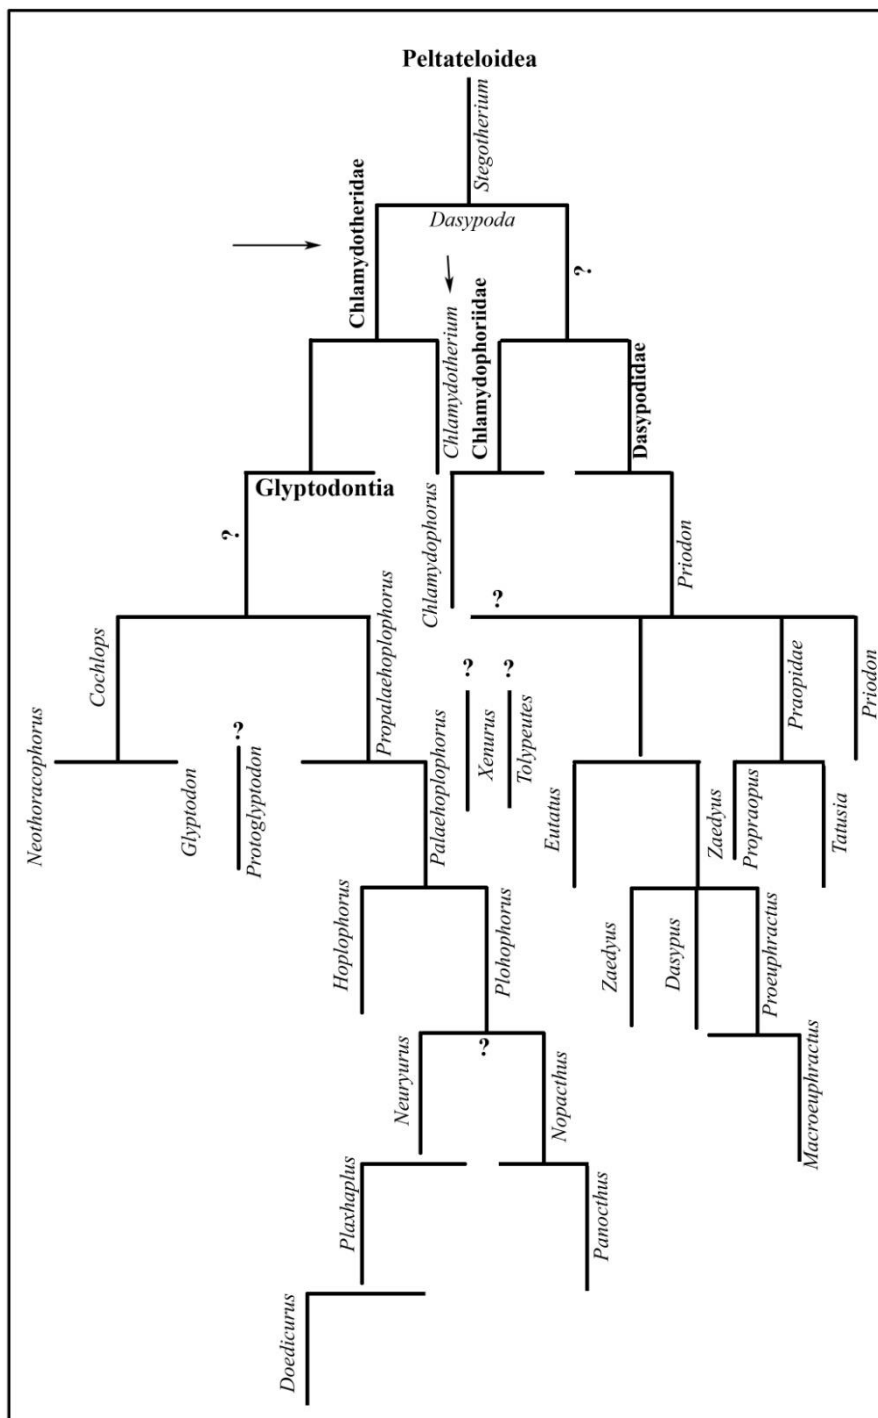 Peltateloidea
Stegotherium
Dasypoda
Chlamydotheridae
?
Chlamydotherium
Chlamydophoriidae
Dasypodidae
Glyptodontia
?
Chlamydophorus
Priodon
?
Cochlops
Propalaehoplophorus
?
?
Praopidae
Priodon
Neothoracophorus
Glyptodon
?
Protoglyptodon
Palaehoplophorus
Xenurus
Tolypeutes
Eutatus
Zaedyus
Propraopus
Tatusia
Hoplophorus
Plohophorus
Zaedyus
Dasypus
Proeuphractus
Neuryurus
?
Nopacthus
Macroeuphractus
Plaxhaplus
Panocthus
Doedicurus